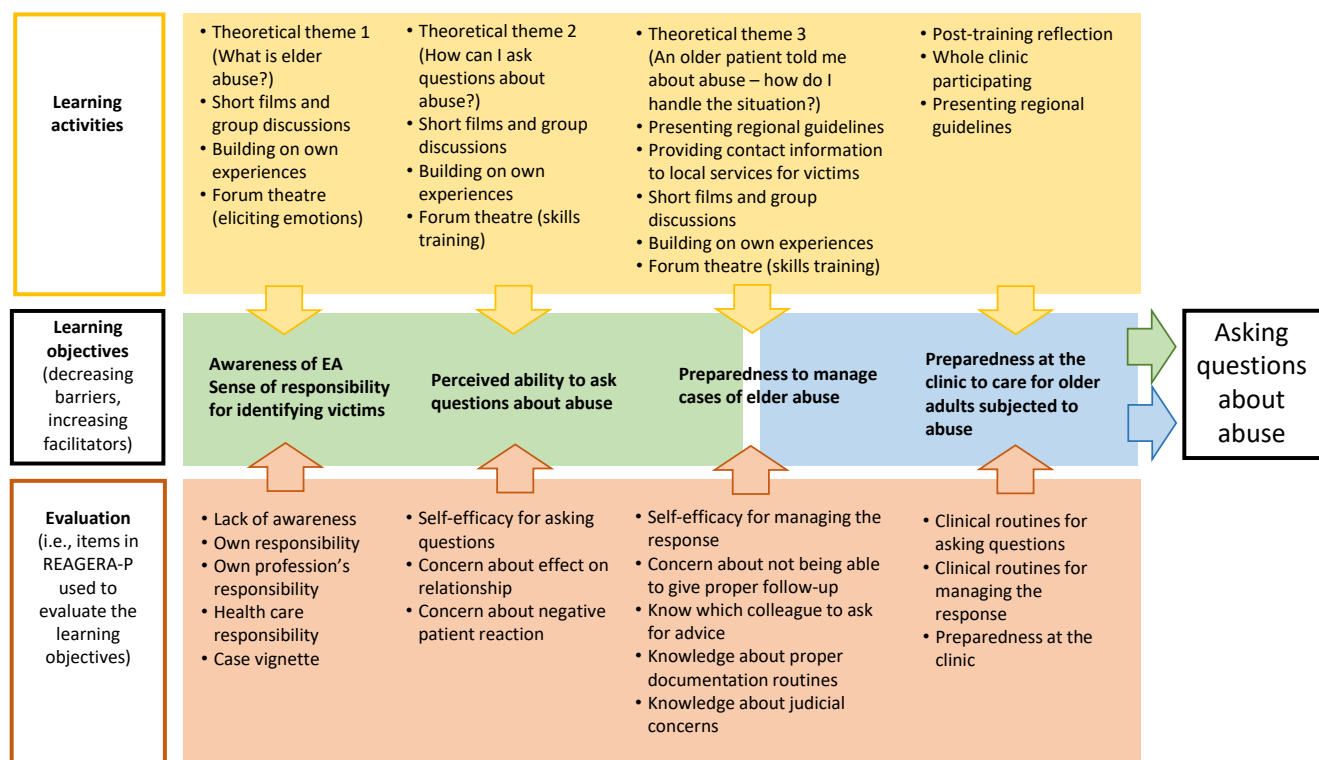 Learning
activities
• Theoretical theme 1
(What is elder
abuse?)
• Short films and
group discussions
• Building on own
experiences
• Forum theatre
(eliciting emotions)
• Theoretical theme 2
(How can I ask
questions about
abuse?)
• Short films and group
discussions
• Building on own
experiences
• Forum theatre (skills
training)
• Theoretical theme 3
(An older patient told me
about abuse – how do I
handle the situation?)
• Presenting regional guidelines
• Providing contact information
to local services for victims
• Short films and group
discussions
• Building on own experiences
• Forum theatre (skills training)
• Post-training reflection
• Whole clinic
participating
• Presenting regional
guidelines
Learning
objectives
(decreasing
barriers,
increasing
facilitators)
Awareness of EA
Sense of responsibility
for identifying victims
Perceived ability to ask
questions about abuse
Preparedness to manage
cases of elder abuse
Preparedness at the
clinic to care for older
adults subjected to
abuse
Asking
questions
about
abuse
Evaluation
(i.e., items in
REAGERA-P
used to
evaluate the
learning
objectives)
• Lack of awareness
• Own responsibility
• Own profession's
responsibility
• Health care
responsibility
• Case vignette
• Self-efficacy for asking
questions
• Concern about effect on
relationship
• Concern about negative
patient reaction
• Self-efficacy for managing the
response
• Concern about not being able
to give proper follow-up
• Know which colleague to ask
for advice
• Knowledge about proper
documentation routines
• Knowledge about judicial
concerns
• Clinical routines for
asking questions
• Clinical routines for
managing the
response
• Preparedness at the
clinic